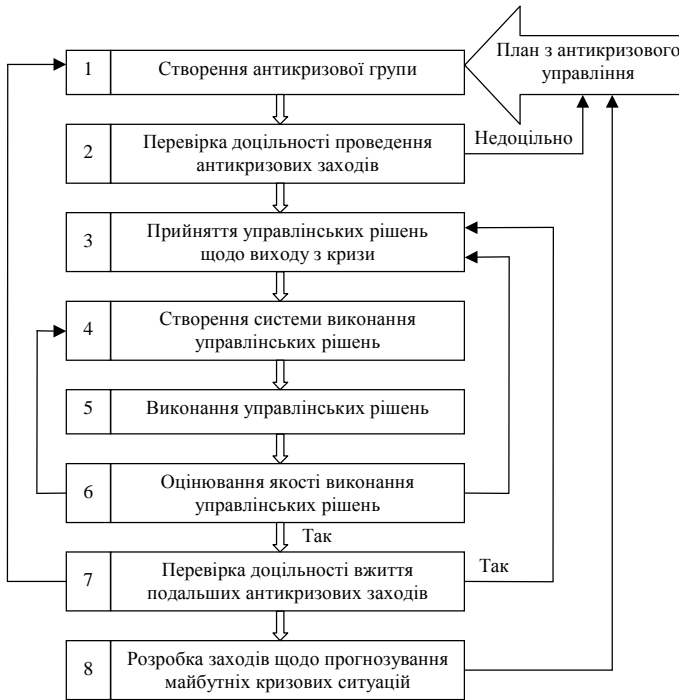 План з антикризового
управління
1
Створення антикризової групи
2
Перевірка доцільності проведення
антикризових заходів
Недоцільно
3
Прийняття управлінських рішень
щодо виходу з кризи
4
Створення системи виконання
управлінських рішень
5
Виконання управлінських рішень
6
Оцінювання якості виконання
управлінських рішень
Так
7
Перевірка доцільності вжиття
подальших антикризових заходів
Так
8
Розробка заходів щодо прогнозування
майбутніх кризових ситуацій